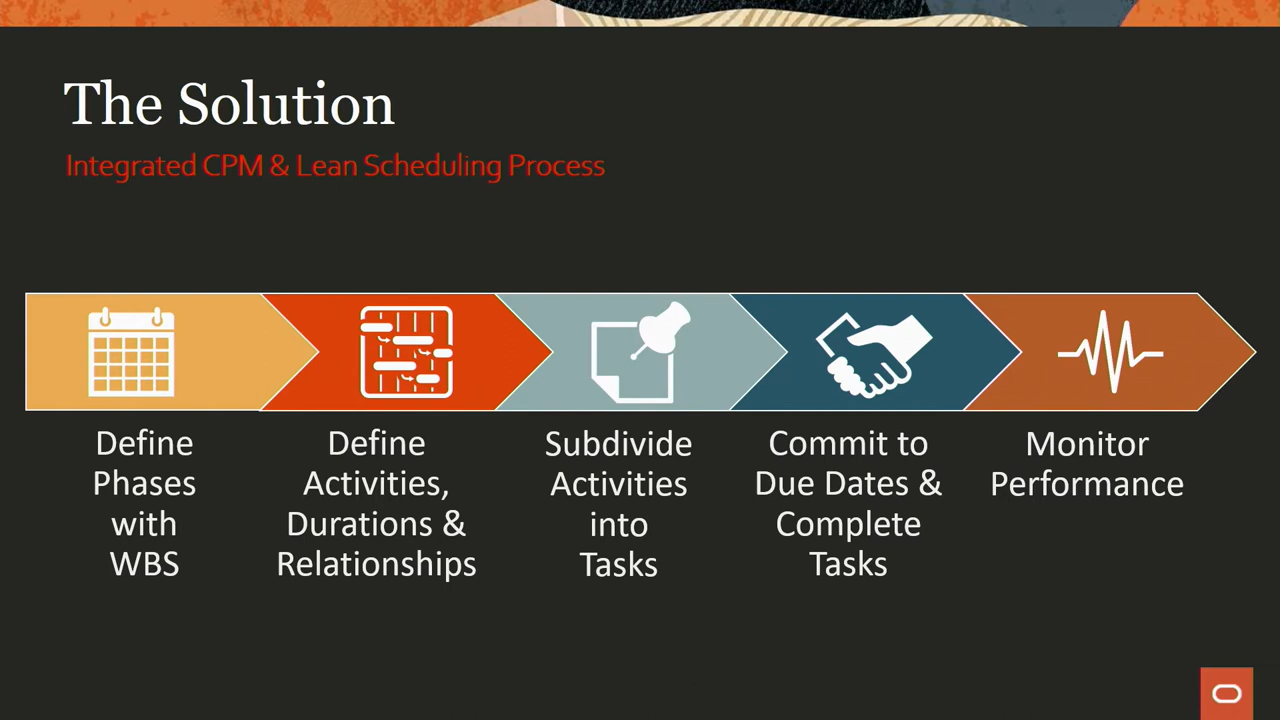 The Solution
Integrated CPM & Lean Scheduling Process
Define
Phases
with
WBS
Define
Activities,
Durations &
Relationships
Subdivide
Activities
into
Tasks
Commit to
Due Dates &
Complete
Tasks
Monitor
Performance